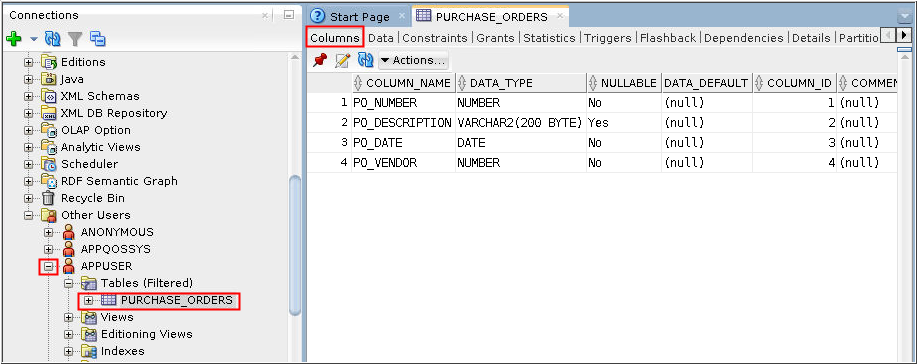 Connections
Editions
Java
XML Schemas
XML DB Repository
OLAP Option
Analytic Views
Scheduler
RDF Semantic Graph
Recycle Bin
Other Users
ANONYMOUS
APPQOSSYS
APPUSER
Tables (Filtered)
PURCHASE_ORDERS
Views
Editioning Views
Indexes
Start Page PURCHASE_ORDERS
Columns Data Constraints Grants Statistics Triggers Flashback Dependencies Details Partitio
Actions...
COLUMN_NAME DATA_TYPE NULLABLE DATA_DEFAULT COLUMN_ID COMMEN
1 PO_NUMBER NUMBER No (null) 1 (null)
2 PO_DESCRIPTION VARCHAR2(200 BYTE) Yes (null) 2 (null)
3 PO_DATE DATE No (null) 3 (null)
4 PO_VENDOR NUMBER No (null) 4 (null)